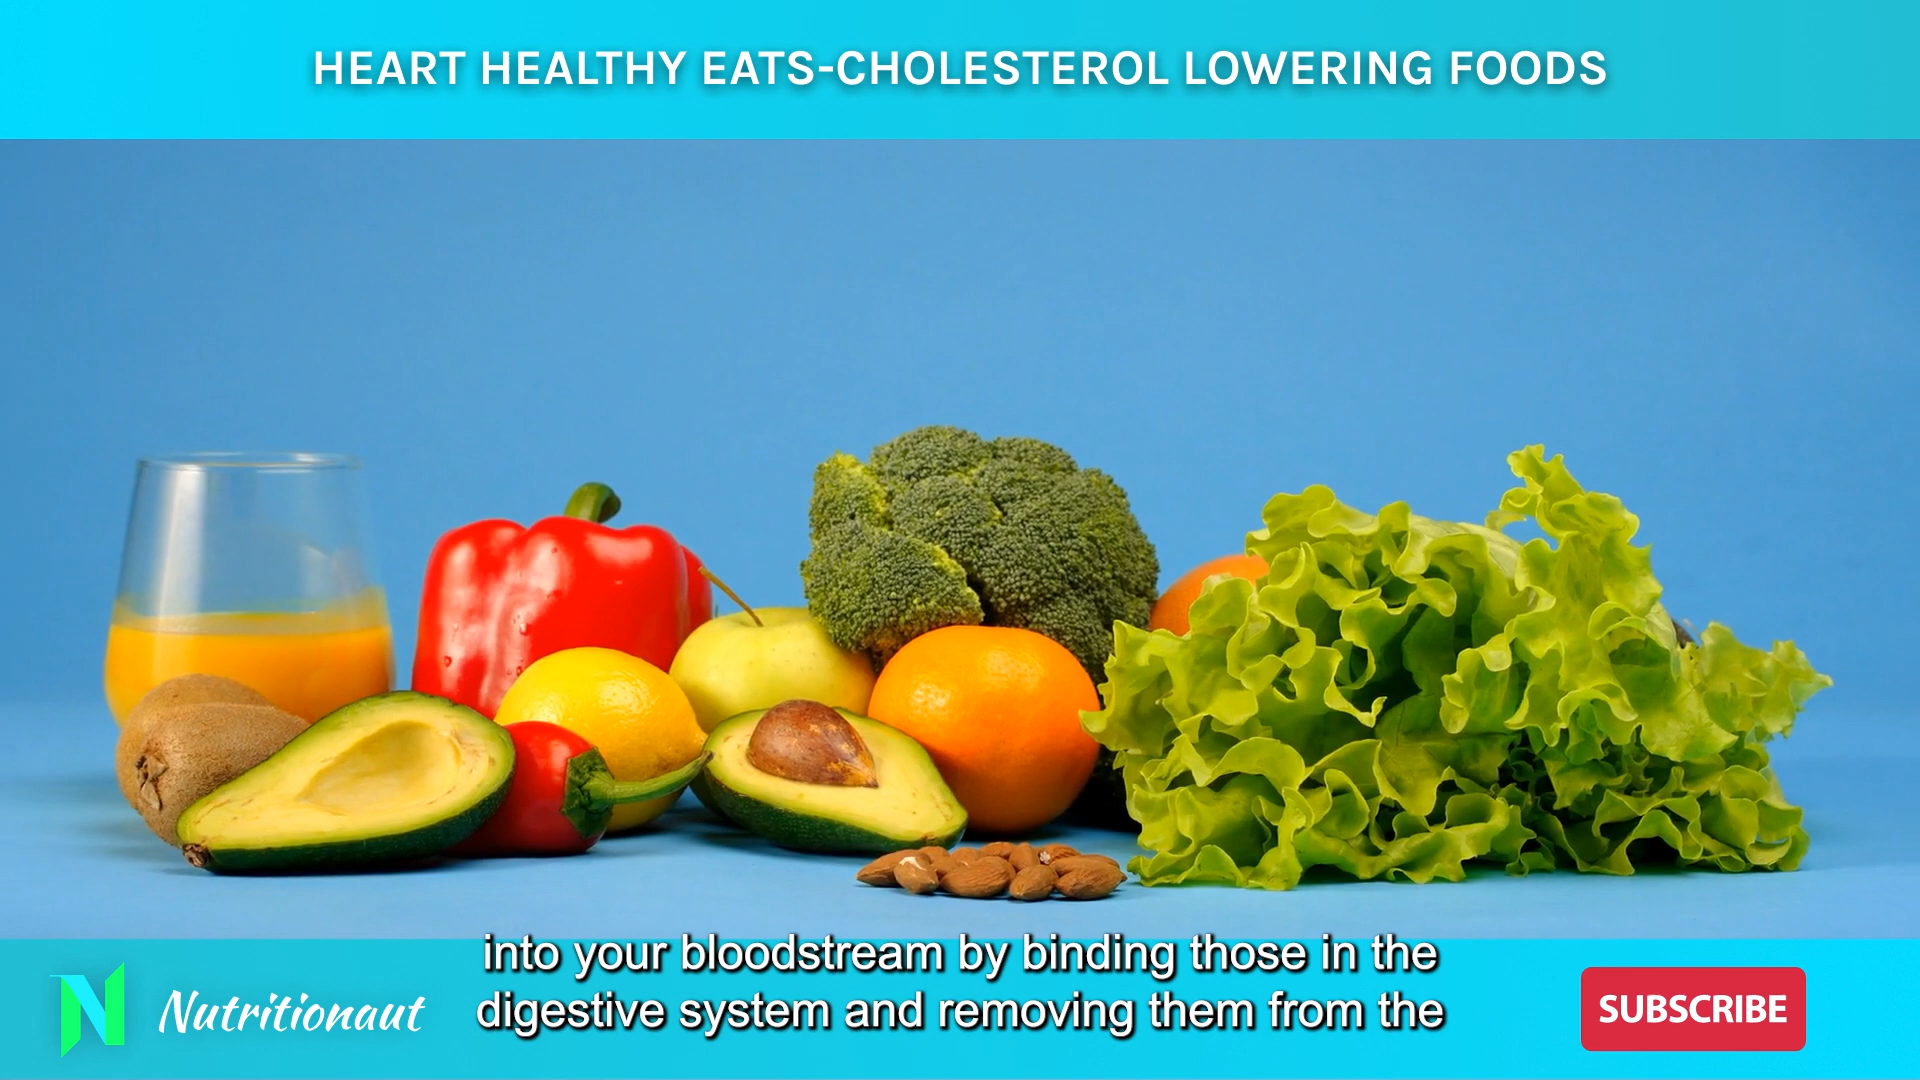 HEART HEALTHY EATS-CHOLESTEROL LOWERING FOODS
into your bloodstream by binding those in the
digestive system and removing them from the
Nutritionaut
SUBSCRIBE